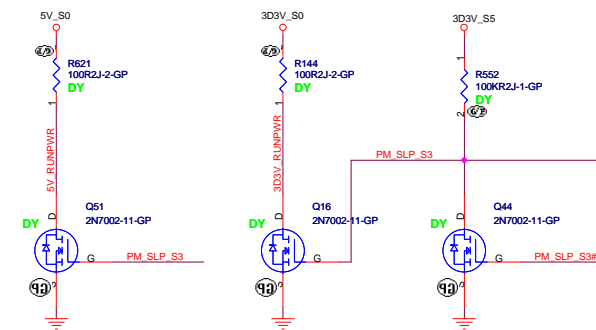 5V_S0
3D3V_S0
3D3V_S5
R621
100R2J-2-GP
DY
1
5V_RUNPWR
R144
100R2J-2-GP
DY
1
3D3V_RUNPWR
1
R552
100KR2J-1-GP
DY
2
PM_SLP_S3
Q51
2N7002-11-GP
DY
D
G
PM_SLP_S3
Q16
2N7002-11-GP
DY
D
G
Q44
2N7002-11-GP
DY
D
G
PM_SLP_S3#